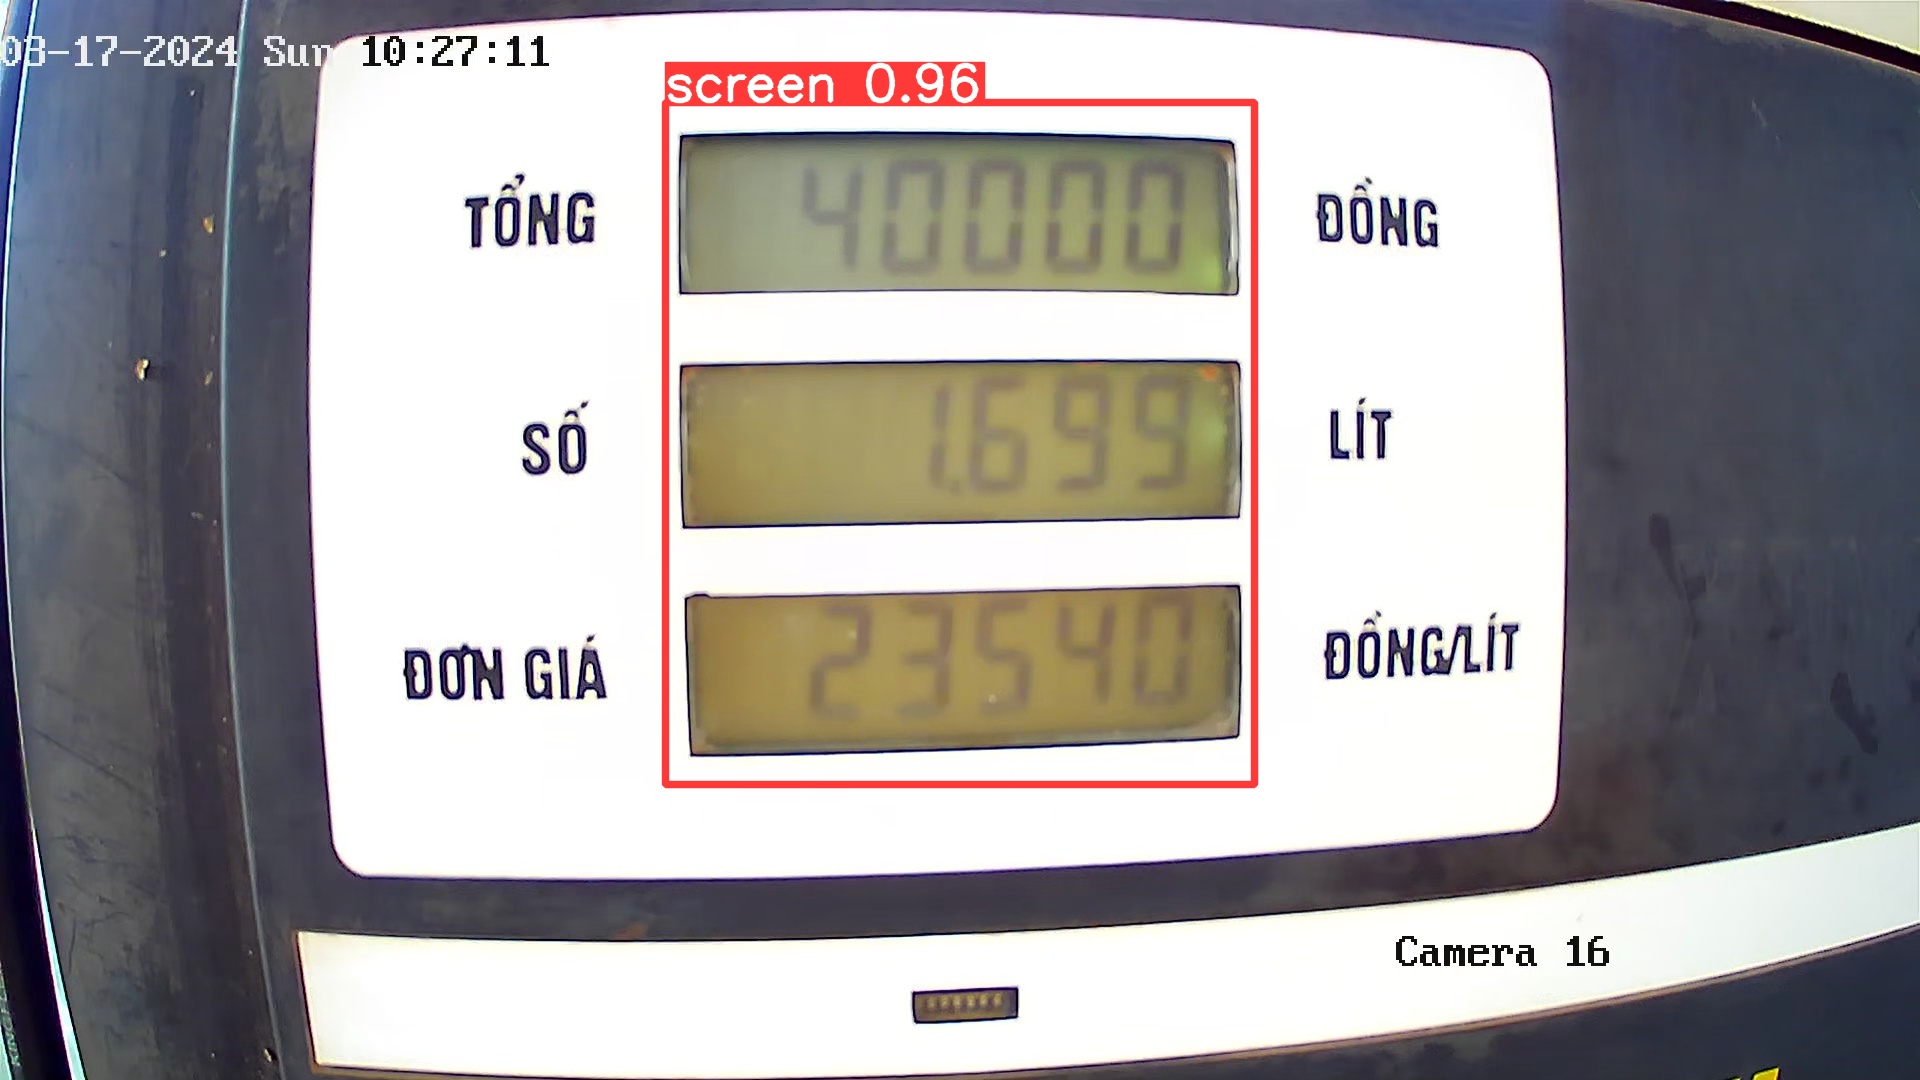 03-17-2024 Sun 10:27:11
screen 0.96
TỔNG 40000 ĐỒNG
SỐ 1.699 LÍT
ĐƠN GIÁ 23540 ĐỒNG/LÍT
Camera 16